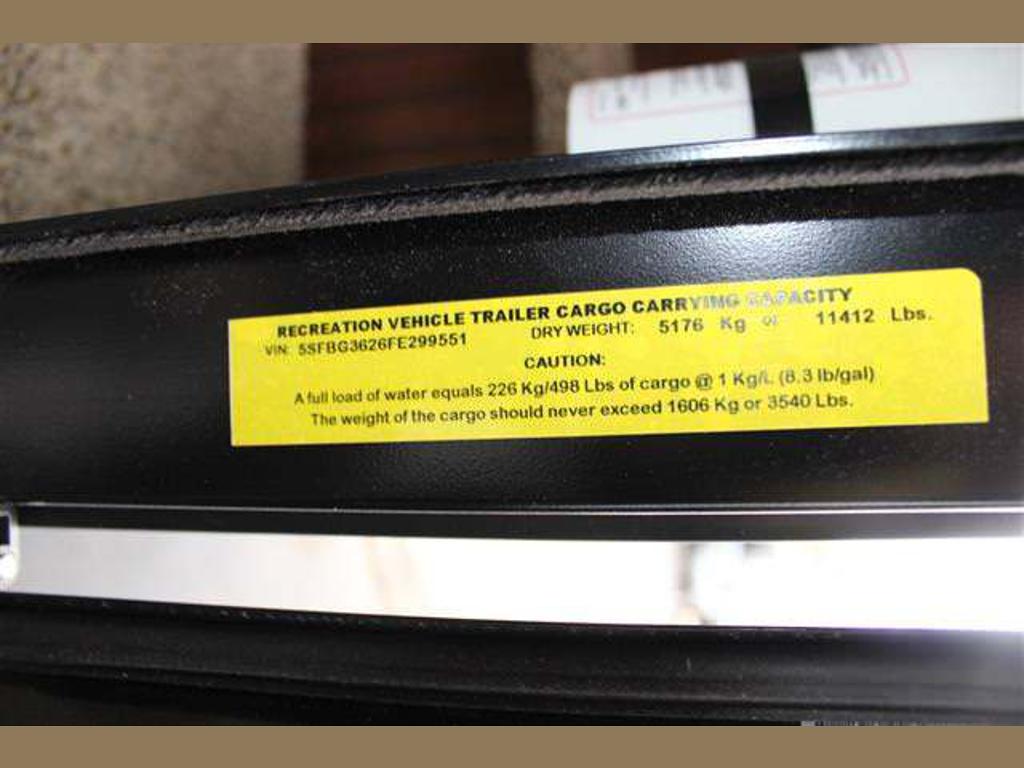 RECREATION VEHICLE TRAILER CARGO CARRYING CAPACITY
VIN: 5SFBG3626FE299551 DRY WEIGHT: 5176 Kg or 11412 Lbs.
CAUTION:
A full load of water equals 226 Kg/498 Lbs of cargo @ 1 Kg/L (8.3 lb/gal)
The weight of the cargo should never exceed 1606 Kg or 3540 Lbs.